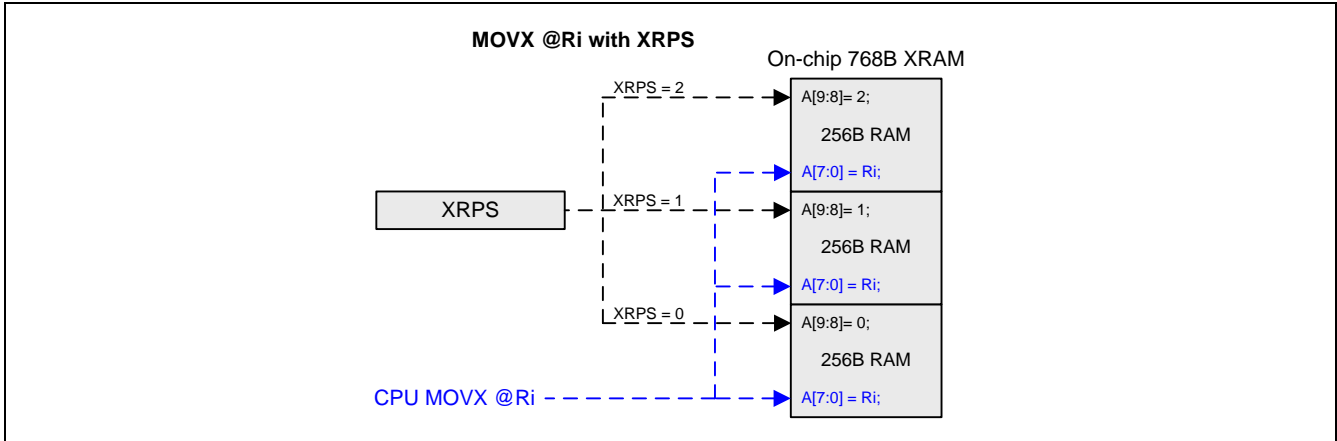 MOVX @Ri with XRPS
On-chip 768B XRAM
XRPS = 2
A[9:8]= 2;
256B RAM
A[7:0] = Ri;
XRPS
XRPS = 1
A[9:8]= 1;
256B RAM
A[7:0] = Ri;
XRPS = 0
A[9:8]= 0;
256B RAM
CPU MOVX @Ri
A[7:0] = Ri;